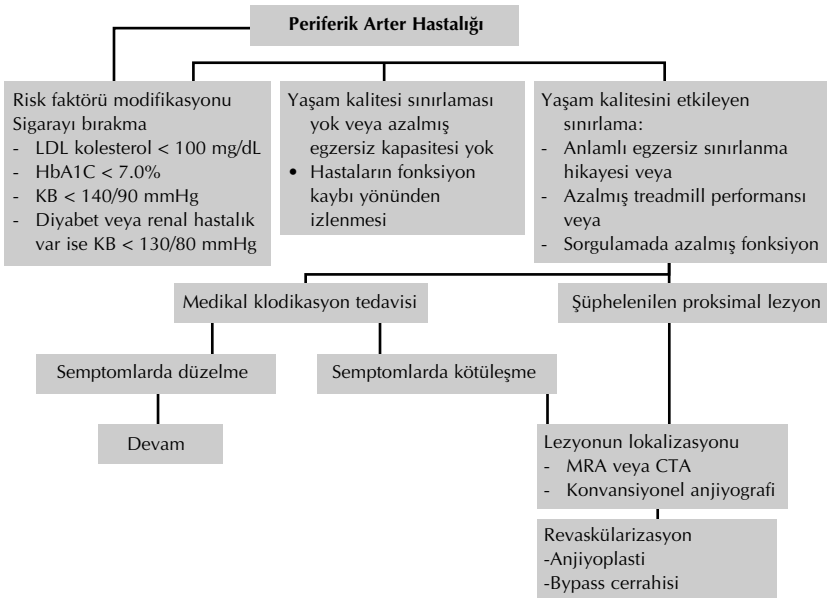 Periferik Arter Hastalığı
Risk faktörü modifikasyonu
Sigarayı bırakma
- LDL kolesterol < 100 mg/dL
- HbA1C < 7.0%
- KB < 140/90 mmHg
- Diyabet veya renal hastalık
var ise KB < 130/80 mmHg
Yaşam kalitesi sınırlaması
yok veya azalmış
egzersiz kapasitesi yok
• Hastaların fonksiyon
kaybı yönünden
izlenmesi
Yaşam kalitesini etkileyen
sınırlama:
- Anlamlı egzersiz sınırlanma
hikayesi veya
- Azalmış treadmill performansı
veya
- Sorgulamada azalmış fonksiyon
Medikal klodikasyon tedavisi
Şüphelenilen proksimal lezyon
Semptomlarda düzelme
Semptomlarda kötüleşme
Devam
Lezyonun lokalizasyonu
- MRA veya CTA
- Konvansiyonel anjiyografi
Revaskülarizasyon
-Anjiyoplasti
-Bypass cerrahisi